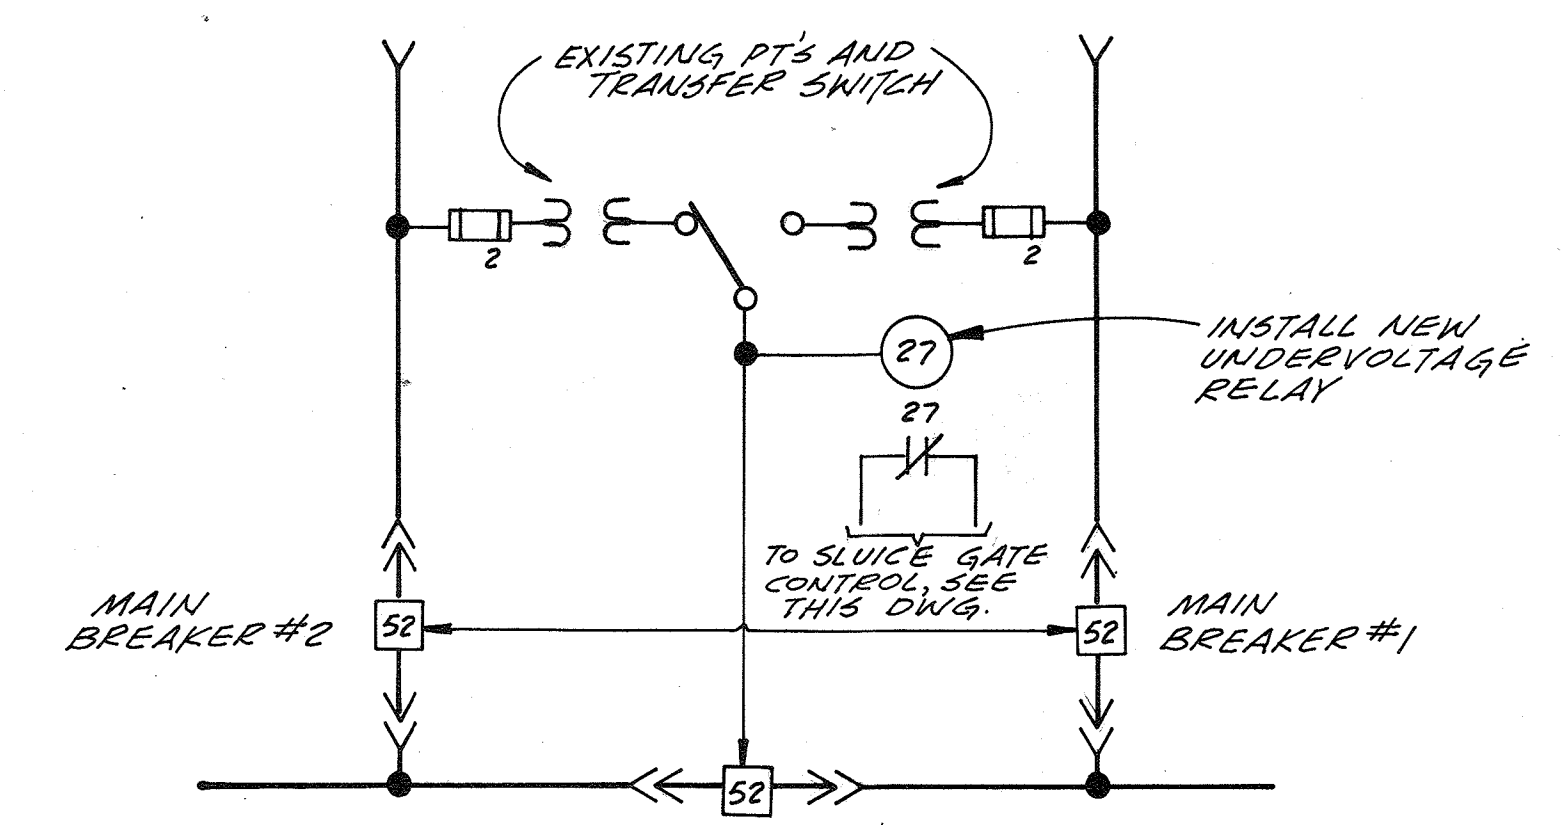 EXISTING PT'S AND
TRANSFER SWITCH
2
2
27
INSTALL NEW
UNDERVOLTAGE
RELAY
27
TO SLUICE GATE
CONTROL, SEE
THIS DWG.
MAIN
BREAKER #2
52
52
MAIN
BREAKER #1
52